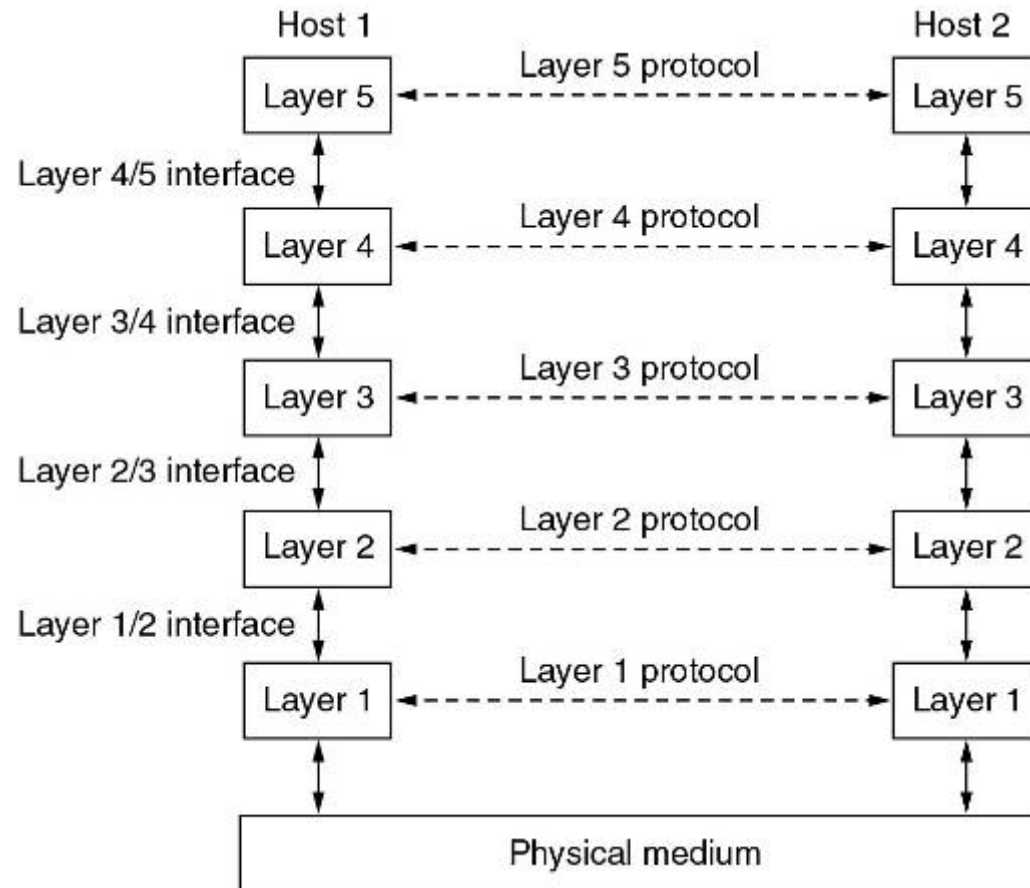 Host 1
Host 2
Layer 5
Layer 5 protocol
Layer 5
Layer 4/5 interface
Layer 4
Layer 4 protocol
Layer 4
Layer 3/4 interface
Layer 3
Layer 3 protocol
Layer 3
Layer 2/3 interface
Layer 2
Layer 2 protocol
Layer 2
Layer 1/2 interface
Layer 1
Layer 1 protocol
Layer 1
Physical medium